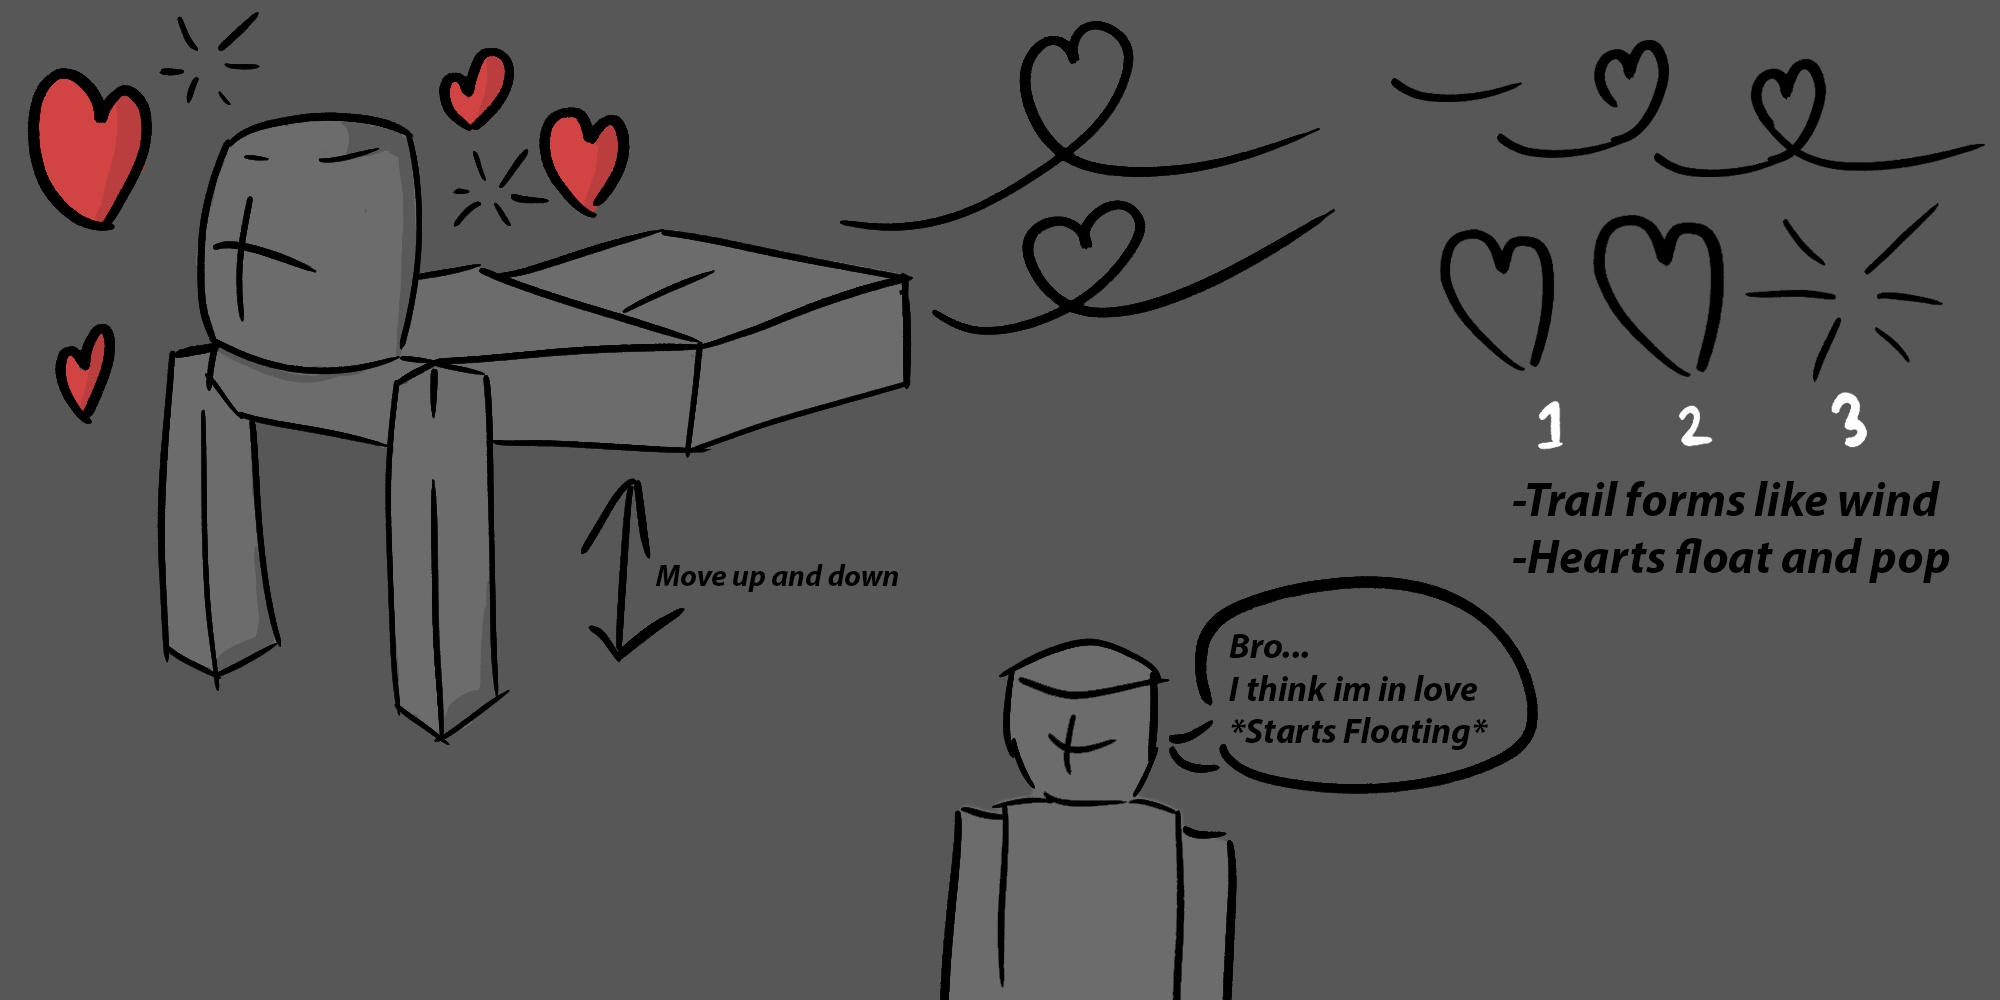 1
2
3
-Trail forms like wind
-Hearts float and pop
Move up and down
Bro...
I think im in love
*Starts Floating*